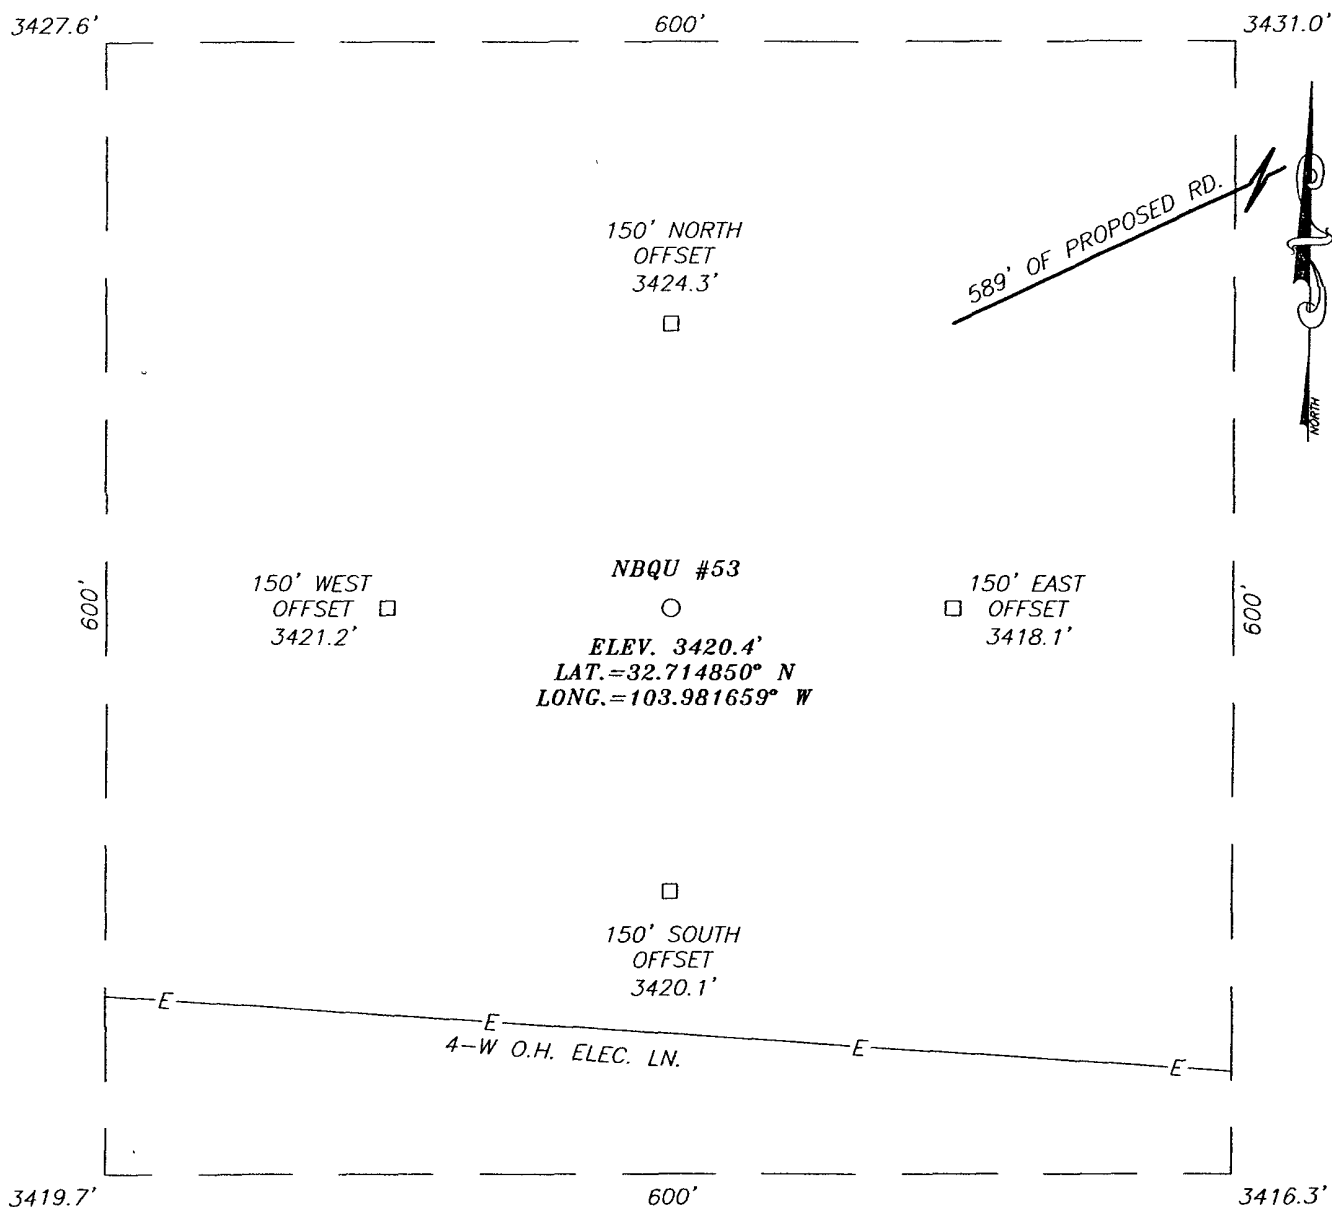 3427.6'
600'
3431.0'
589' OF PROPOSED RD.
150' NORTH
OFFSET
3424.3'
NORTH
600'
150' WEST
OFFSET
3421.2'
NBQU #53
ELEV. 3420.4'
LAT.=32.714850° N
LONG.=103.981659° W
150' EAST
OFFSET
3418.1'
600'
150' SOUTH
OFFSET
3420.1'
E
E
E
E
4-W O.H. ELEC. LN.
3419.7'
600'
3416.3'